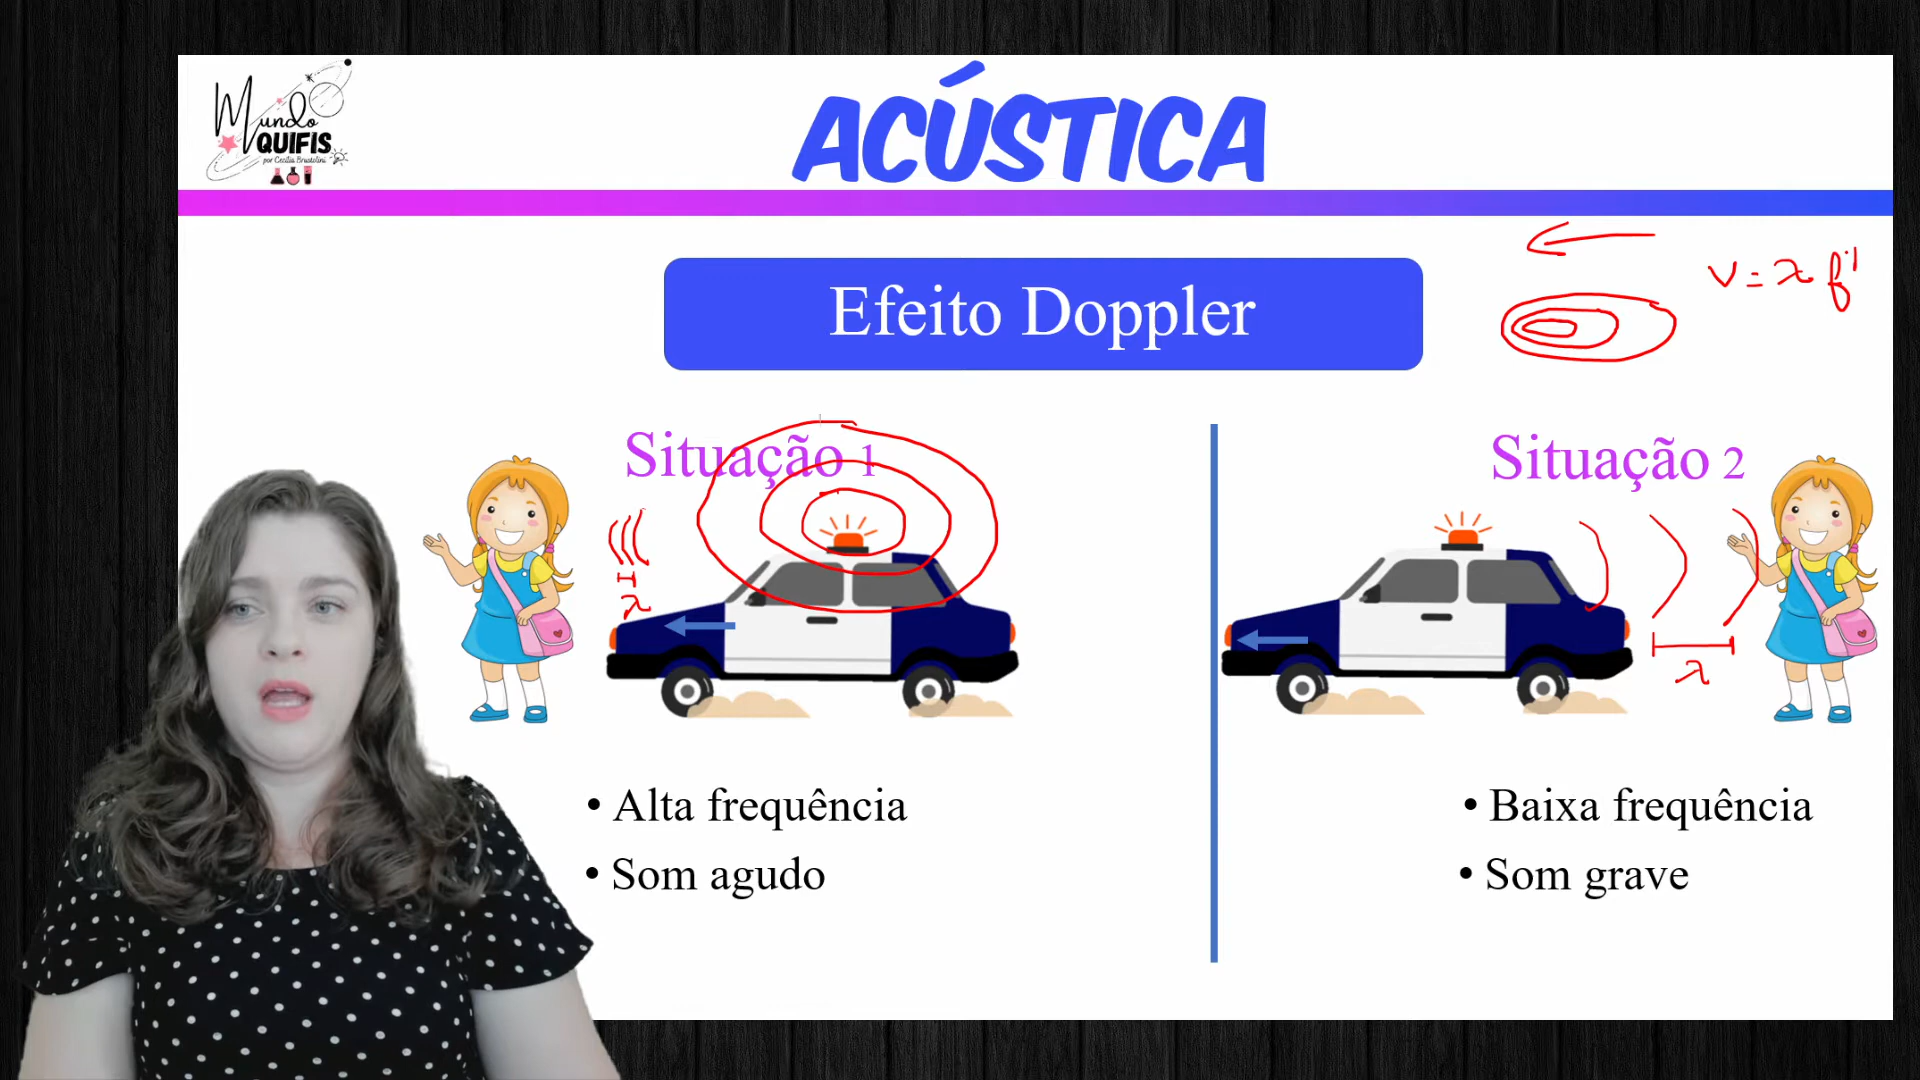 Mundo
QUIFIS
por Cecília Brustolini
ACÚSTICA
Efeito Doppler
V = λ f
Situação 1
λ
• Alta frequência
• Som agudo
Situação 2
λ
• Baixa frequência
• Som grave